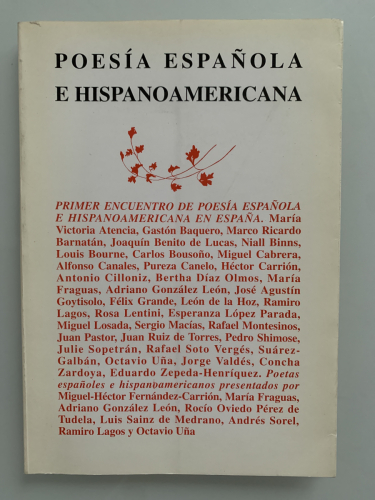 POESÍA ESPAÑOLA
E HISPANOAMERICANA
PRIMER ENCUENTRO DE POESÍA ESPAÑOLA
E HISPANOAMERICANA EN ESPAÑA. María
Victoria Atencia, Gastón Baquero, Marco Ricardo
Barnatán, Joaquín Benito de Lucas, Niall Binns,
Louis Bourne, Carlos Bousoño, Miguel Cabrera,
Alfonso Canales, Pureza Canelo, Héctor Carrión,
Antonio Cilloniz, Bertha Díaz Olmos, María
Fraguas, Adriano González León, José Agustín
Goytisolo, Félix Grande, León de la Hoz, Ramiro
Lagos, Rosa Lentini, Esperanza López Parada,
Miguel Losada, Sergio Macías, Rafael Montesinos,
Juan Pastor, Juan Ruiz de Torres, Pedro Shimose,
Julie Sopetrán, Rafael Soto Vergés, Suárez-
Galbán, Octavio Uña, Jorge Valdés, Concha
Zardoya, Eduardo Zepeda-Henríquez. Poetas
españoles e hispanoamericanos presentados por
Miguel-Héctor Fernández-Carrión, María Fraguas,
Adriano González León, Rocío Oviedo Pérez de
Tudela, Luis Sainz de Medrano, Andrés Sorel,
Ramiro Lagos y Octavio Uña